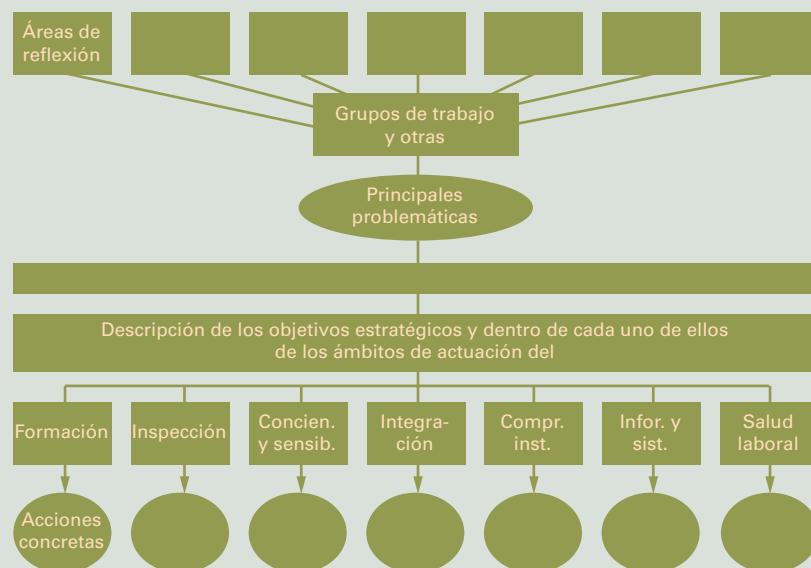 Áreas de
reflexión
Grupos de trabajo
y otras
Principales
problemáticas
Descripción de los objetivos estratégicos y dentro de cada uno de ellos
de los ámbitos de actuación del
Formación
Inspección
Concien.
y sensib.
Integra-
ción
Compr.
inst.
Infor. y
sist.
Salud
laboral
Acciones
concretas